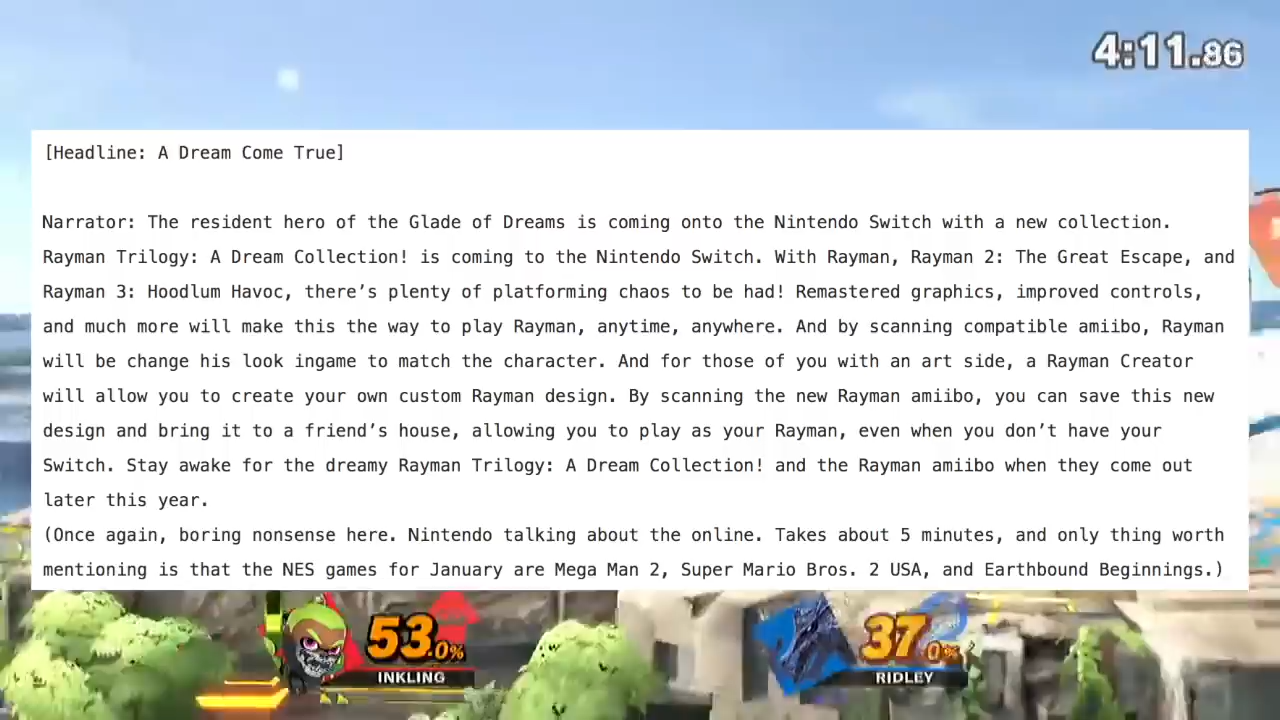 4:11.86
[Headline: A Dream Come True]
Narrator: The resident hero of the Glade of Dreams is coming onto the Nintendo Switch with a new collection.
Rayman Trilogy: A Dream Collection! is coming to the Nintendo Switch. With Rayman, Rayman 2: The Great Escape, and
Rayman 3: Hoodlum Havoc, there’s plenty of platforming chaos to be had! Remastered graphics, improved controls,
and much more will make this the way to play Rayman, anytime, anywhere. And by scanning compatible amiibo, Rayman
will be change his look ingame to match the character. And for those of you with an art side, a Rayman Creator
will allow you to create your own custom Rayman design. By scanning the new Rayman amiibo, you can save this new
design and bring it to a friend’s house, allowing you to play as your Rayman, even when you don’t have your
Switch. Stay awake for the dreamy Rayman Trilogy: A Dream Collection! and the Rayman amiibo when they come out
later this year.
(Once again, boring nonsense here. Nintendo talking about the online. Takes about 5 minutes, and only thing worth
mentioning is that the NES games for January are Mega Man 2, Super Mario Bros. 2 USA, and Earthbound Beginnings.)
53.0% 37.0%
INKLING RIDLEY